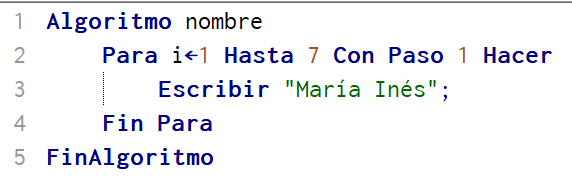 1 Algoritmo nombre
2 Para i←1 Hasta 7 Con Paso 1 Hacer
3 Escribir "María Inés";
4 Fin Para
5 FinAlgoritmo